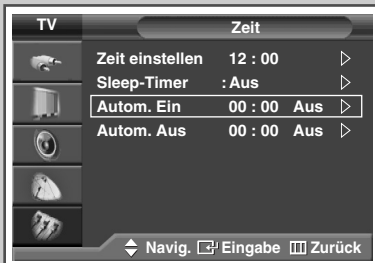 TV Zeit
Zeit einstellen 12 : 00
Sleep-Timer : Aus
Autom. Ein 00 : 00 Aus
Autom. Aus 00 : 00 Aus
Navig. Eingabe Zurück